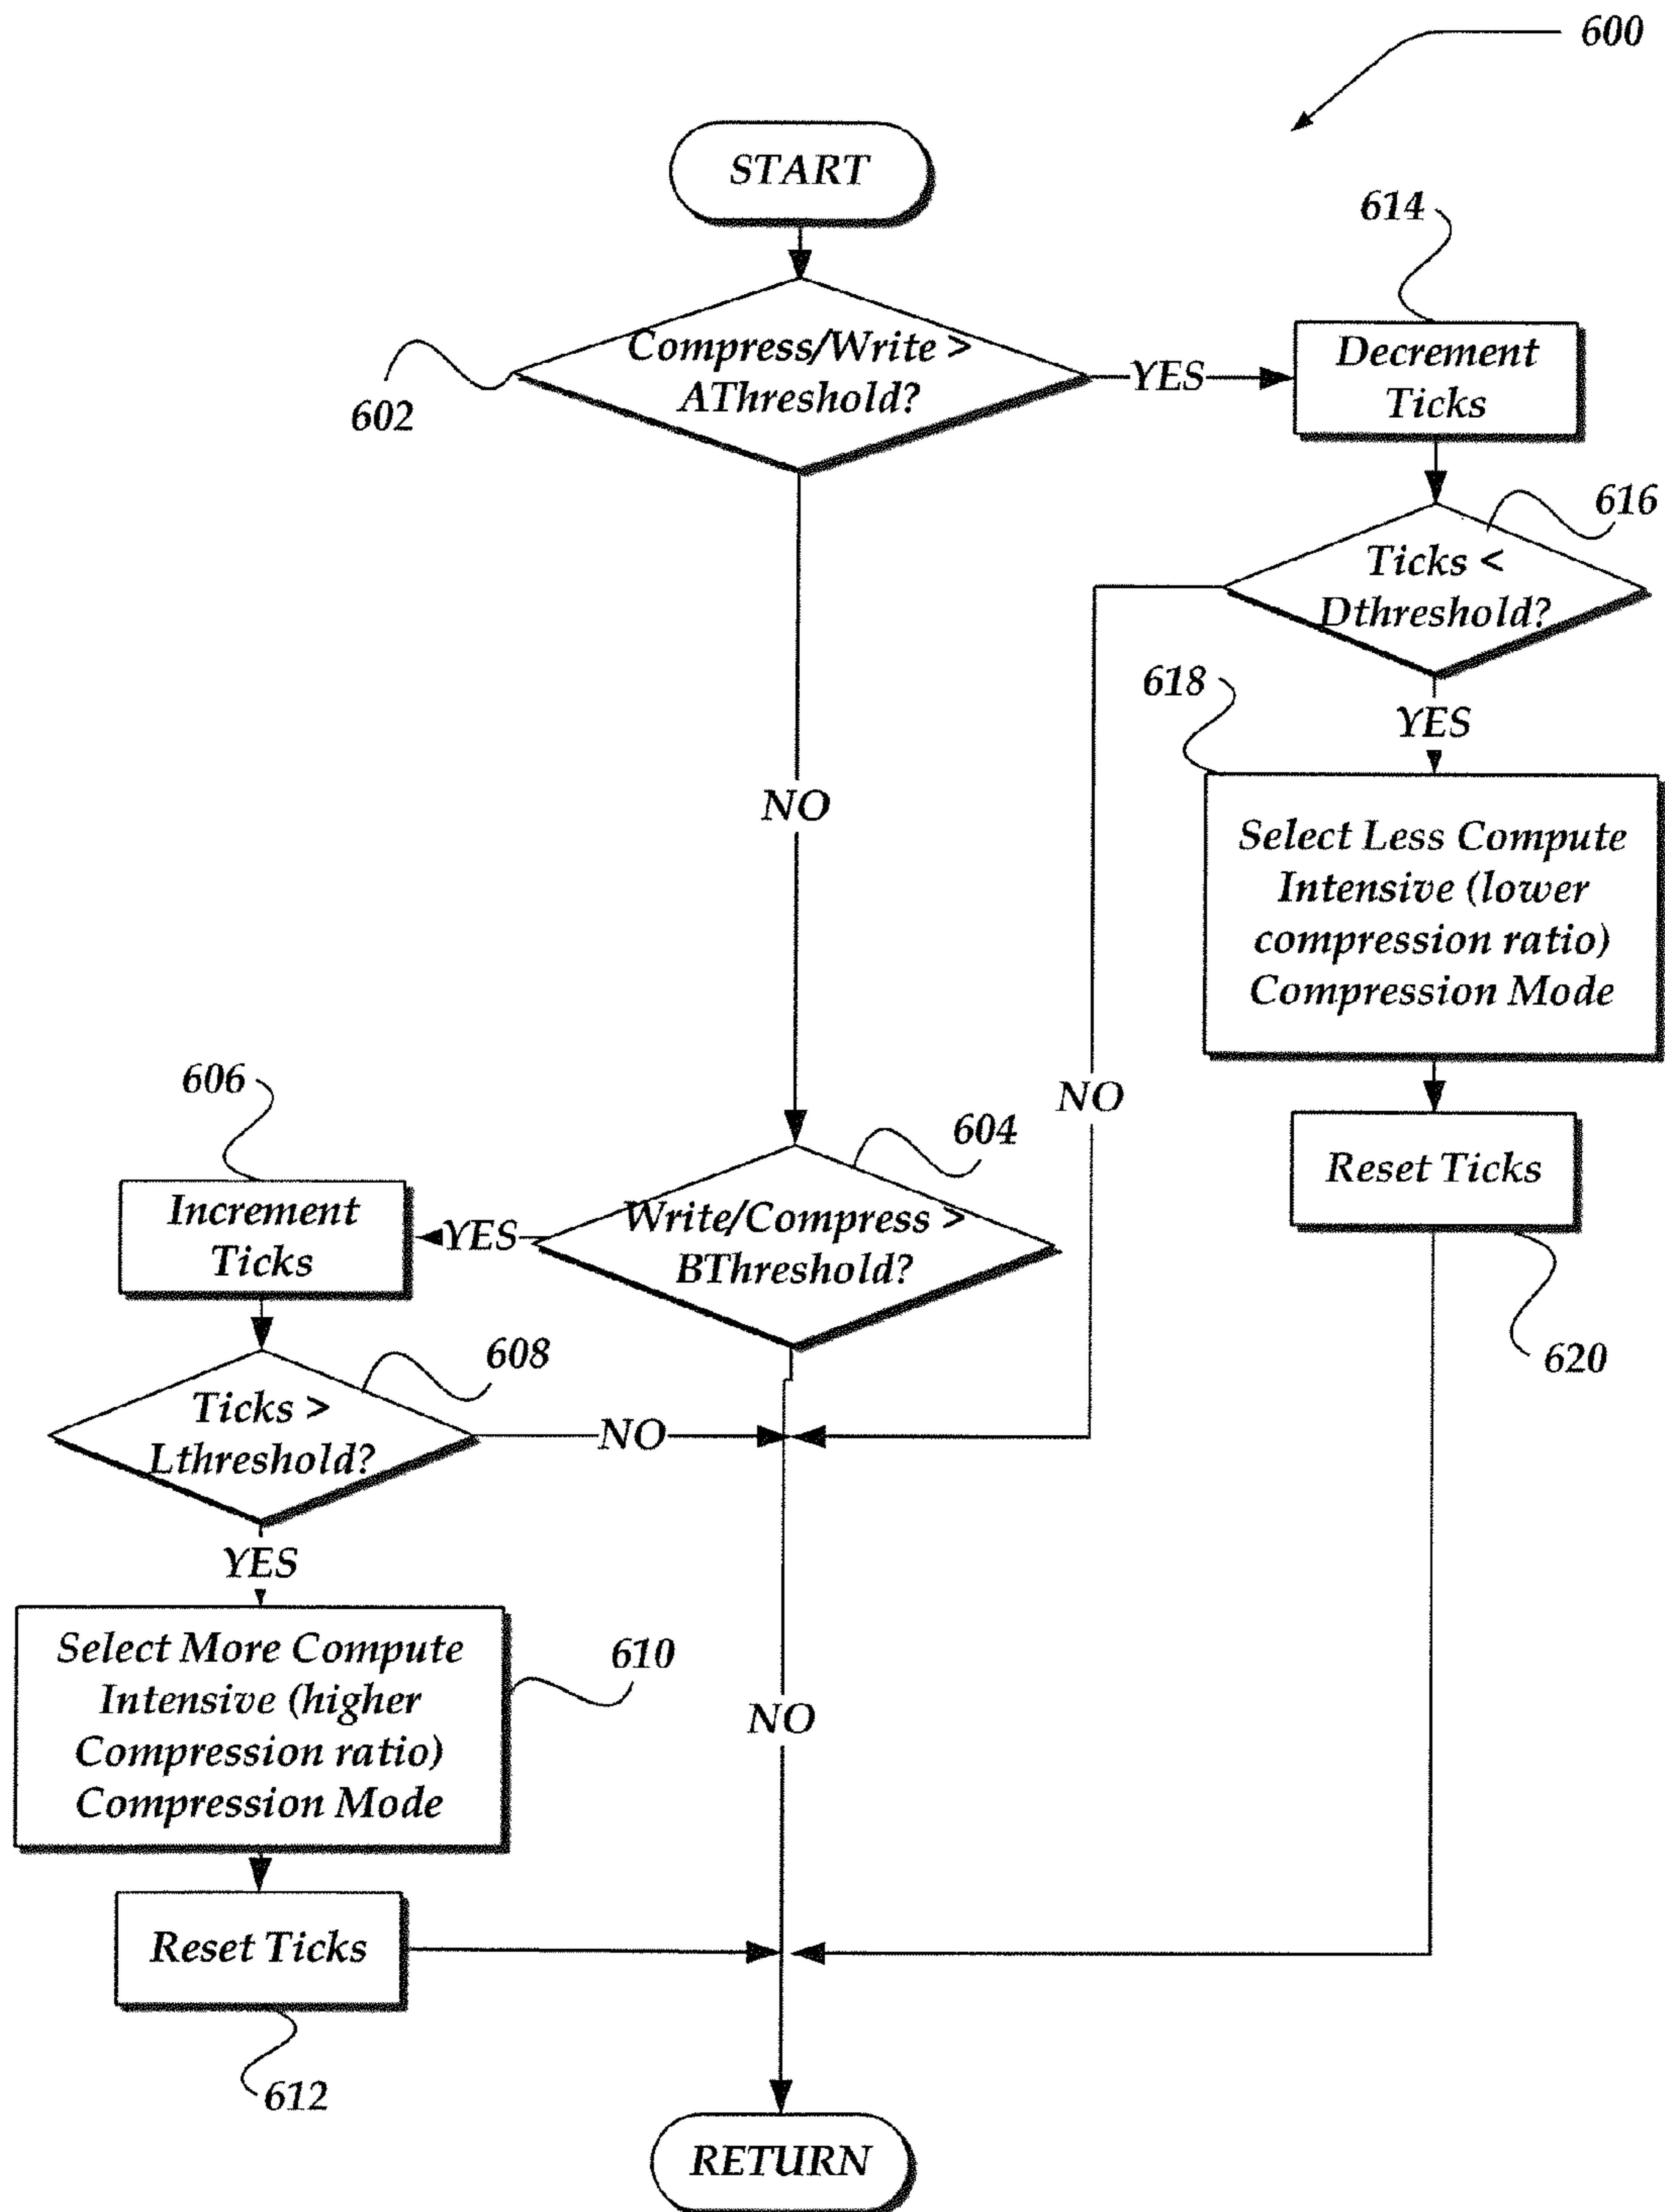 600
START
614
Compress/Write >
AThreshold?
YES
Decrement
Ticks
602
616
Ticks <
Dthreshold?
618
YES
NO
Select Less Compute
Intensive (lower
compression ratio)
Compression Mode
606
NO
604
Reset Ticks
Increment
Ticks
YES
Write/Compress >
BThreshold?
620
608
Ticks >
Lthreshold?
NO
YES
Select More Compute
Intensive (higher
Compression ratio)
Compression Mode
610
NO
Reset Ticks
612
RETURN